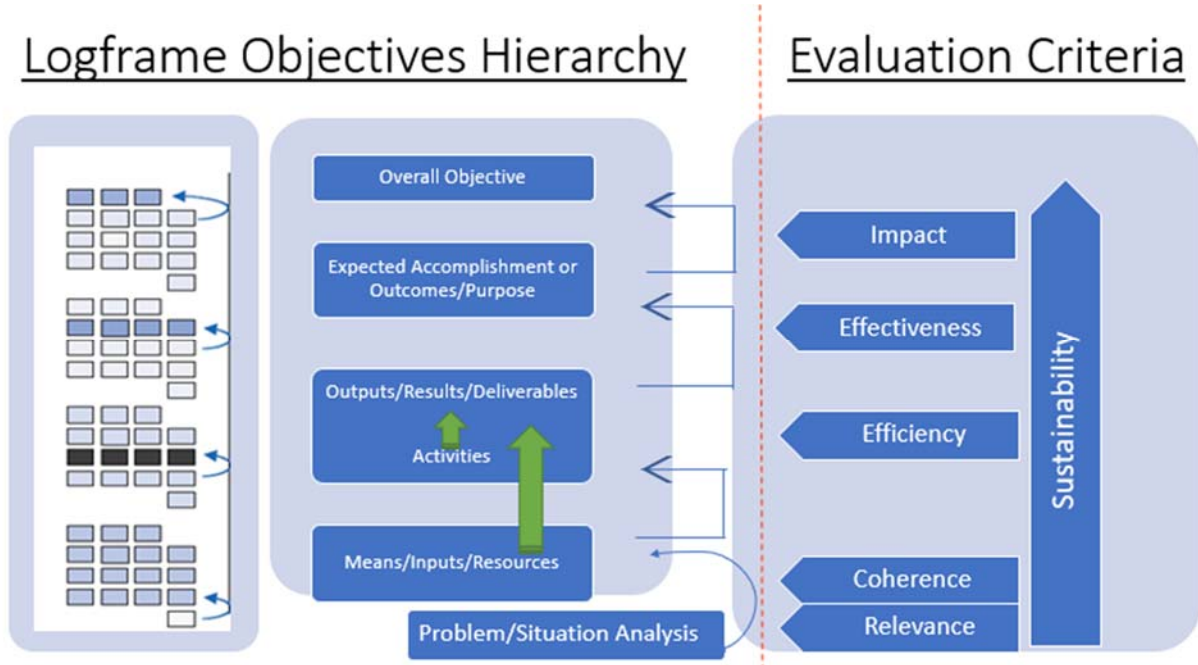 Logframe Objectives Hierarchy
Evaluation Criteria
Overall Objective
Expected Accomplishment or
Outcomes/Purpose
Outputs/Results/Deliverables
Activities
Means/Inputs/Resources
Problem/Situation Analysis
Impact
Effectiveness
Efficiency
Coherence
Relevance
Sustainability